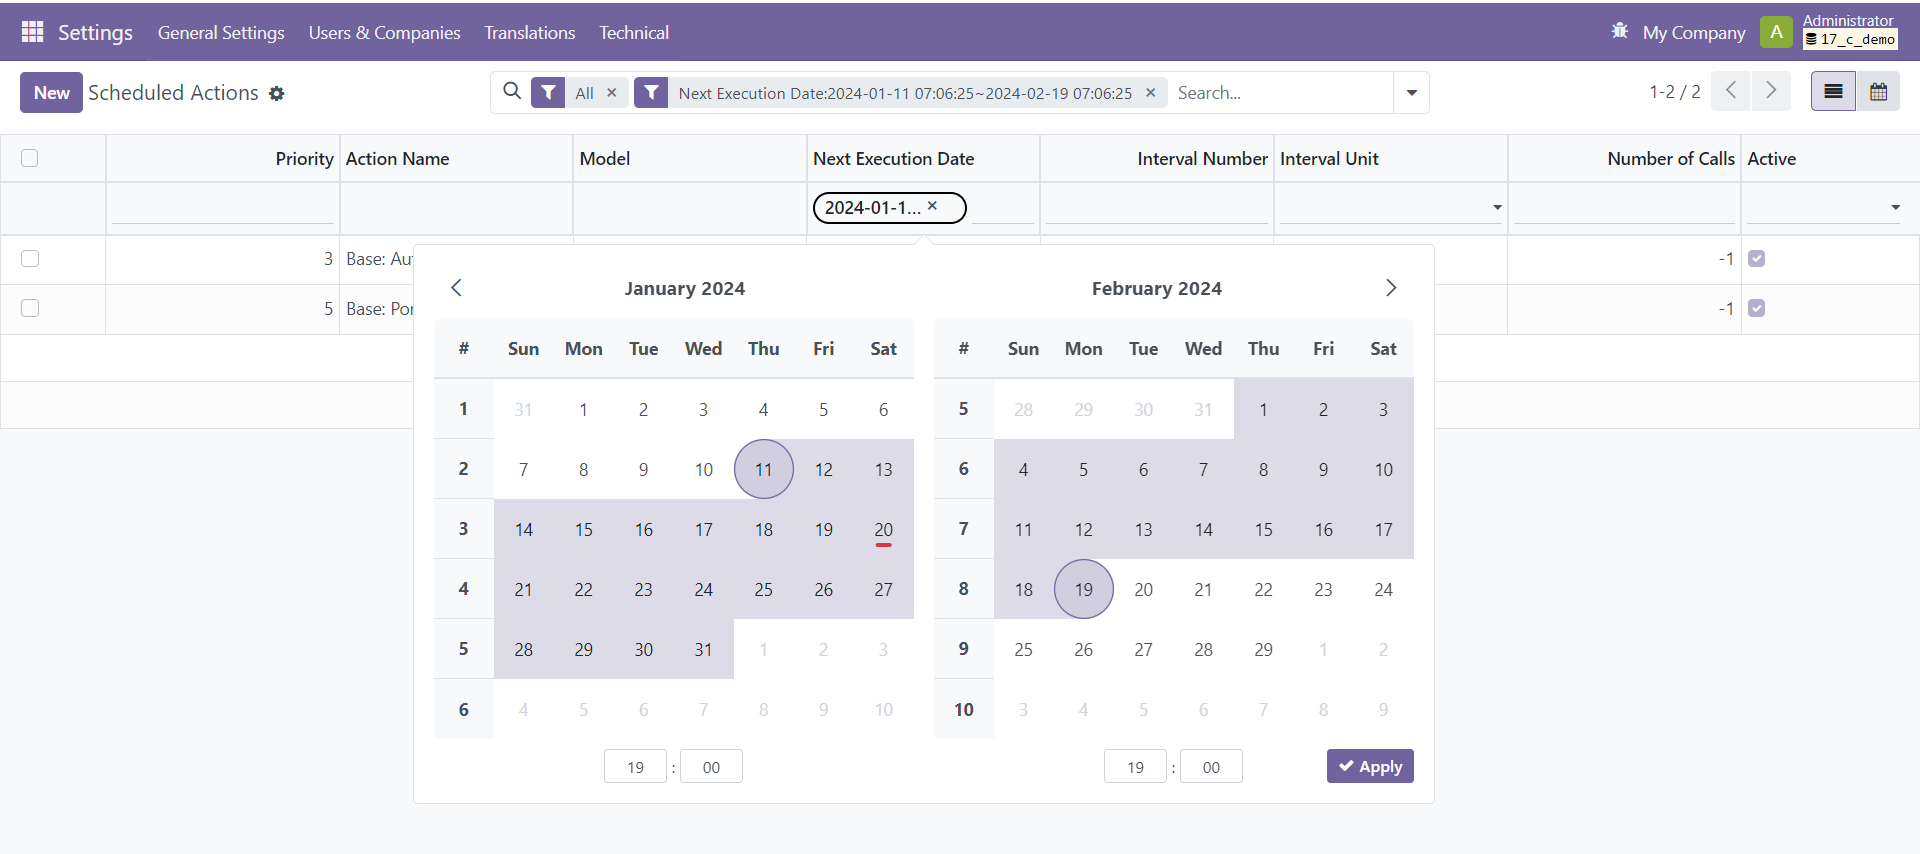 Settings General Settings Users & Companies Translations Technical My Company A Administrator
17_c_demo
New Scheduled Actions All × Next Execution Date:2024-01-11 07:06:25~2024-02-19 07:06:25 × Search... 1-2 / 2
Priority Action Name Model Next Execution Date Interval Number Interval Unit Number of Calls Active
2024-01-1... ×
3 Base: Au -1
5 Base: Por -1
January 2024 February 2024
# Sun Mon Tue Wed Thu Fri Sat # Sun Mon Tue Wed Thu Fri Sat
1 31 1 2 3 4 5 6 5 28 29 30 31 1 2 3
2 7 8 9 10 11 12 13 6 4 5 6 7 8 9 10
3 14 15 16 17 18 19 20 7 11 12 13 14 15 16 17
4 21 22 23 24 25 26 27 8 18 19 20 21 22 23 24
5 28 29 30 31 1 2 3 9 25 26 27 28 29 1 2
6 4 5 6 7 8 9 10 10 3 4 5 6 7 8 9
19 : 00 19 : 00 Apply